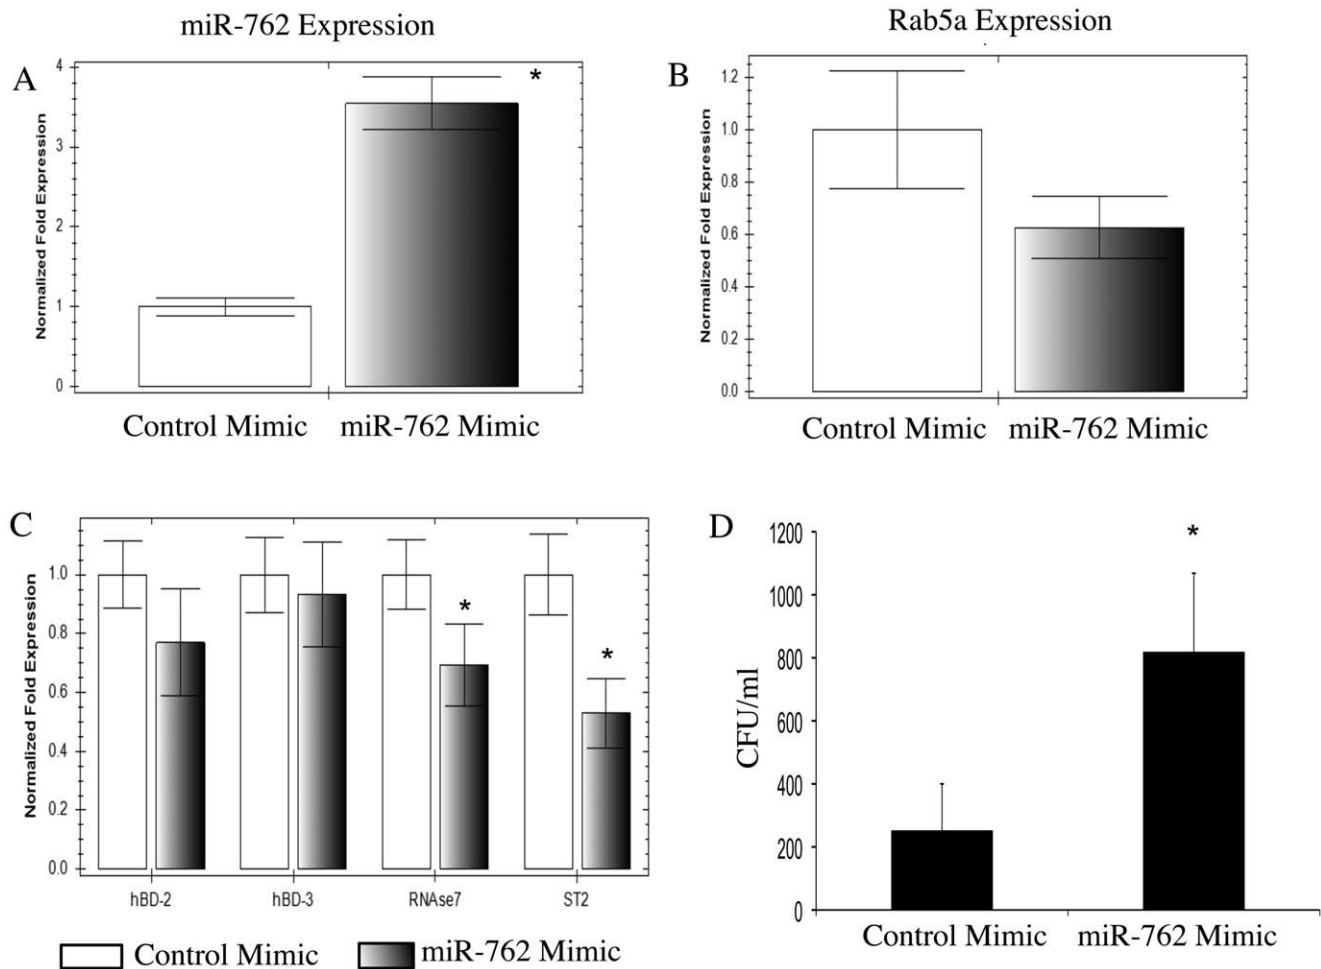 miR-762 Expression
A
*
Normalized Fold Expression
4
3
2
1
0
Control Mimic miR-762 Mimic
Rab5a Expression
B
Normalized Fold Expression
1.2
1.0
0.8
0.6
0.4
0.2
0.0
Control Mimic miR-762 Mimic
C
Normalized Fold Expression
1.0
0.8
0.6
0.4
0.2
0.0
*
*
hBD-2 hBD-3 RNAse7 ST2
Control Mimic miR-762 Mimic
D
*
CFU/ml
1200
1000
800
600
400
200
0
Control Mimic miR-762 Mimic